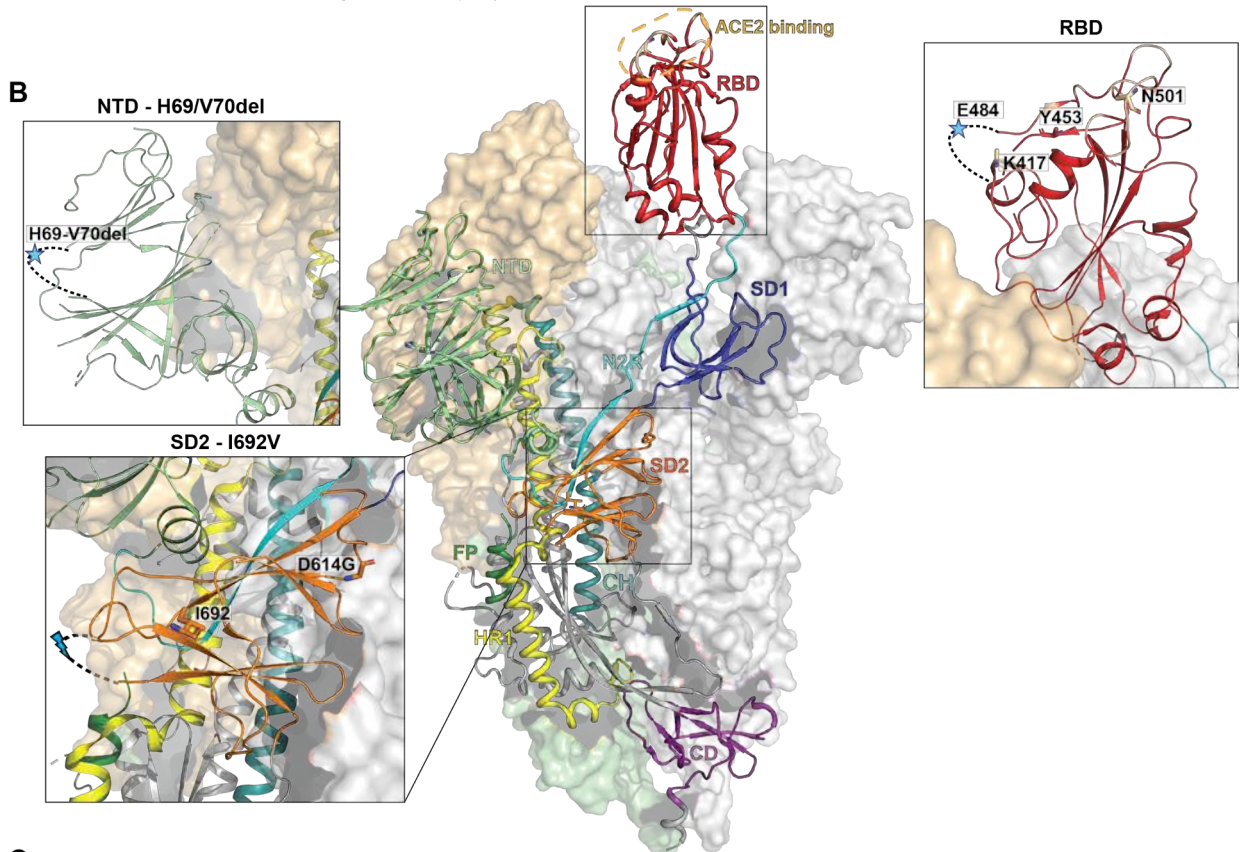 B
NTD - H69/V70del
H69-V70del
SD2 - I692V
D614G
I692
ACE2 binding
RBD
NTD
SD1
N2R
SD2
FP
CH
HR1
CD
RBD
E484
Y453
N501
K417